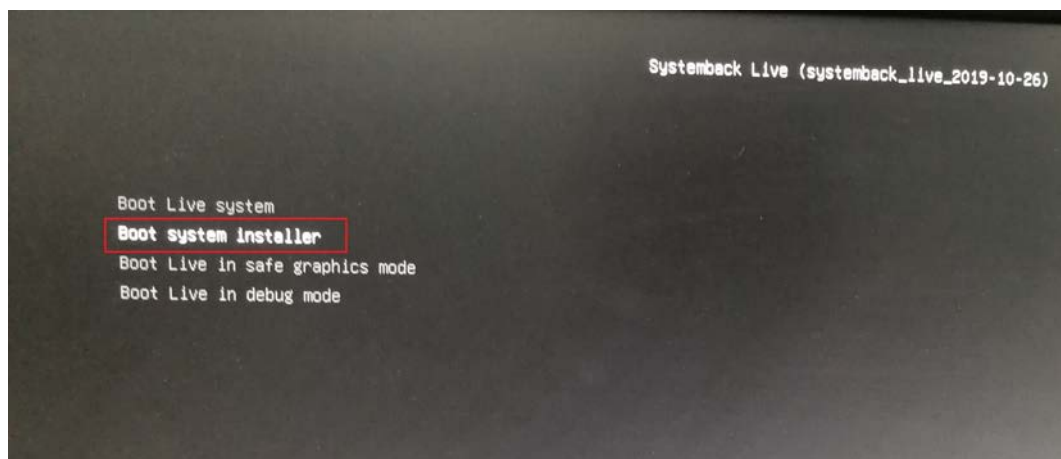 Systemback Live (systemback_live_2019-10-26)
Boot Live system
Boot system installer
Boot Live in safe graphics mode
Boot Live in debug mode